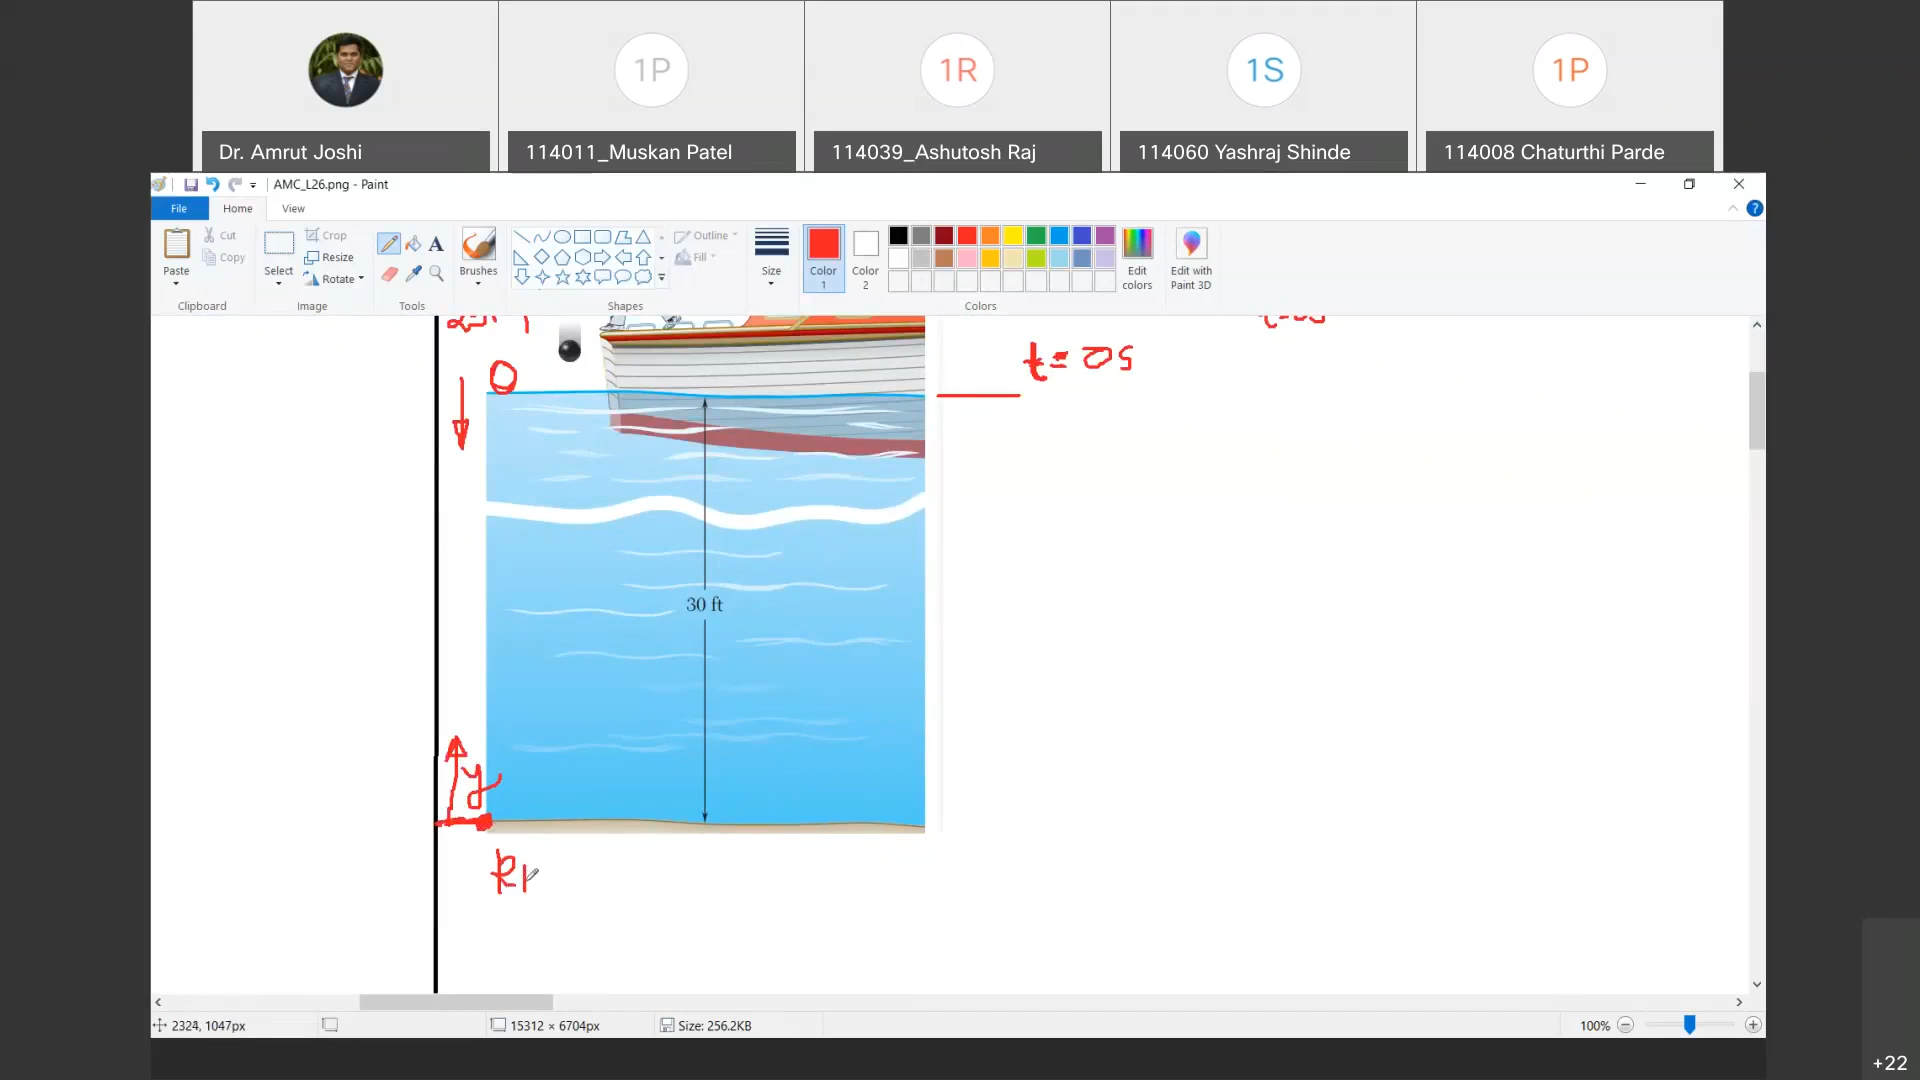 1P
1R
1S
1P
Dr. Amrut Joshi
114011_Muskan Patel
114039_Ashutosh Raj
114060 Yashraj Shinde
114008 Chaturthi Parde
AMC_L26.png - Paint
File
Home
View
Paste
Cut
Copy
Clipboard
Select
Crop
Resize
Rotate
Image
A
Tools
Brushes
Shapes
Outline
Fill
Size
Color 1
Color 2
Edit colors
Edit with Paint 3D
Colors
?
t = 0s
O
30 ft
y
2324, 1047px
15312 × 6704px
Size: 256.2KB
100%
+22